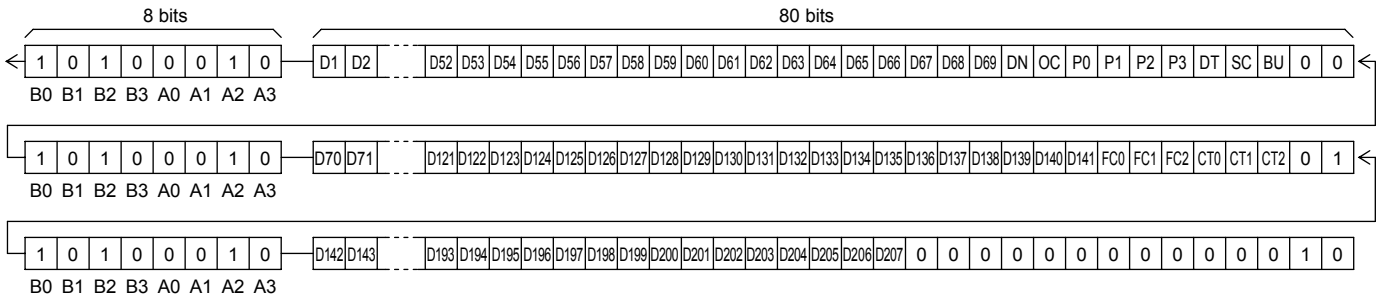 8 bits 80 bits
1 0 1 0 0 0 1 0 D1 D2 D52 D53 D54 D55 D56 D57 D58 D59 D60 D61 D62 D63 D64 D65 D66 D67 D68 D69 DN OC P0 P1 P2 P3 DT SC BU 0 0
B0 B1 B2 B3 A0 A1 A2 A3
1 0 1 0 0 0 1 0 D70 D71 D121 D122 D123 D124 D125 D126 D127 D128 D129 D130 D131 D132 D133 D134 D135 D136 D137 D138 D139 D140 D141 FC0 FC1 FC2 CT0 CT1 CT2 0 1
B0 B1 B2 B3 A0 A1 A2 A3
1 0 1 0 0 0 1 0 D142 D143 D193 D194 D195 D196 D197 D198 D199 D200 D201 D202 D203 D204 D205 D206 D207 0 0 0 0 0 0 0 0 0 0 0 0 1 0
B0 B1 B2 B3 A0 A1 A2 A3